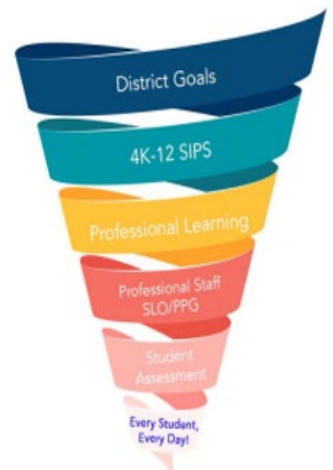 District Goals
4K-12 SIPS
Professional Learning
Professional Staff
SLO/PPG
Student
Assessment
Every Student,
Every Day!